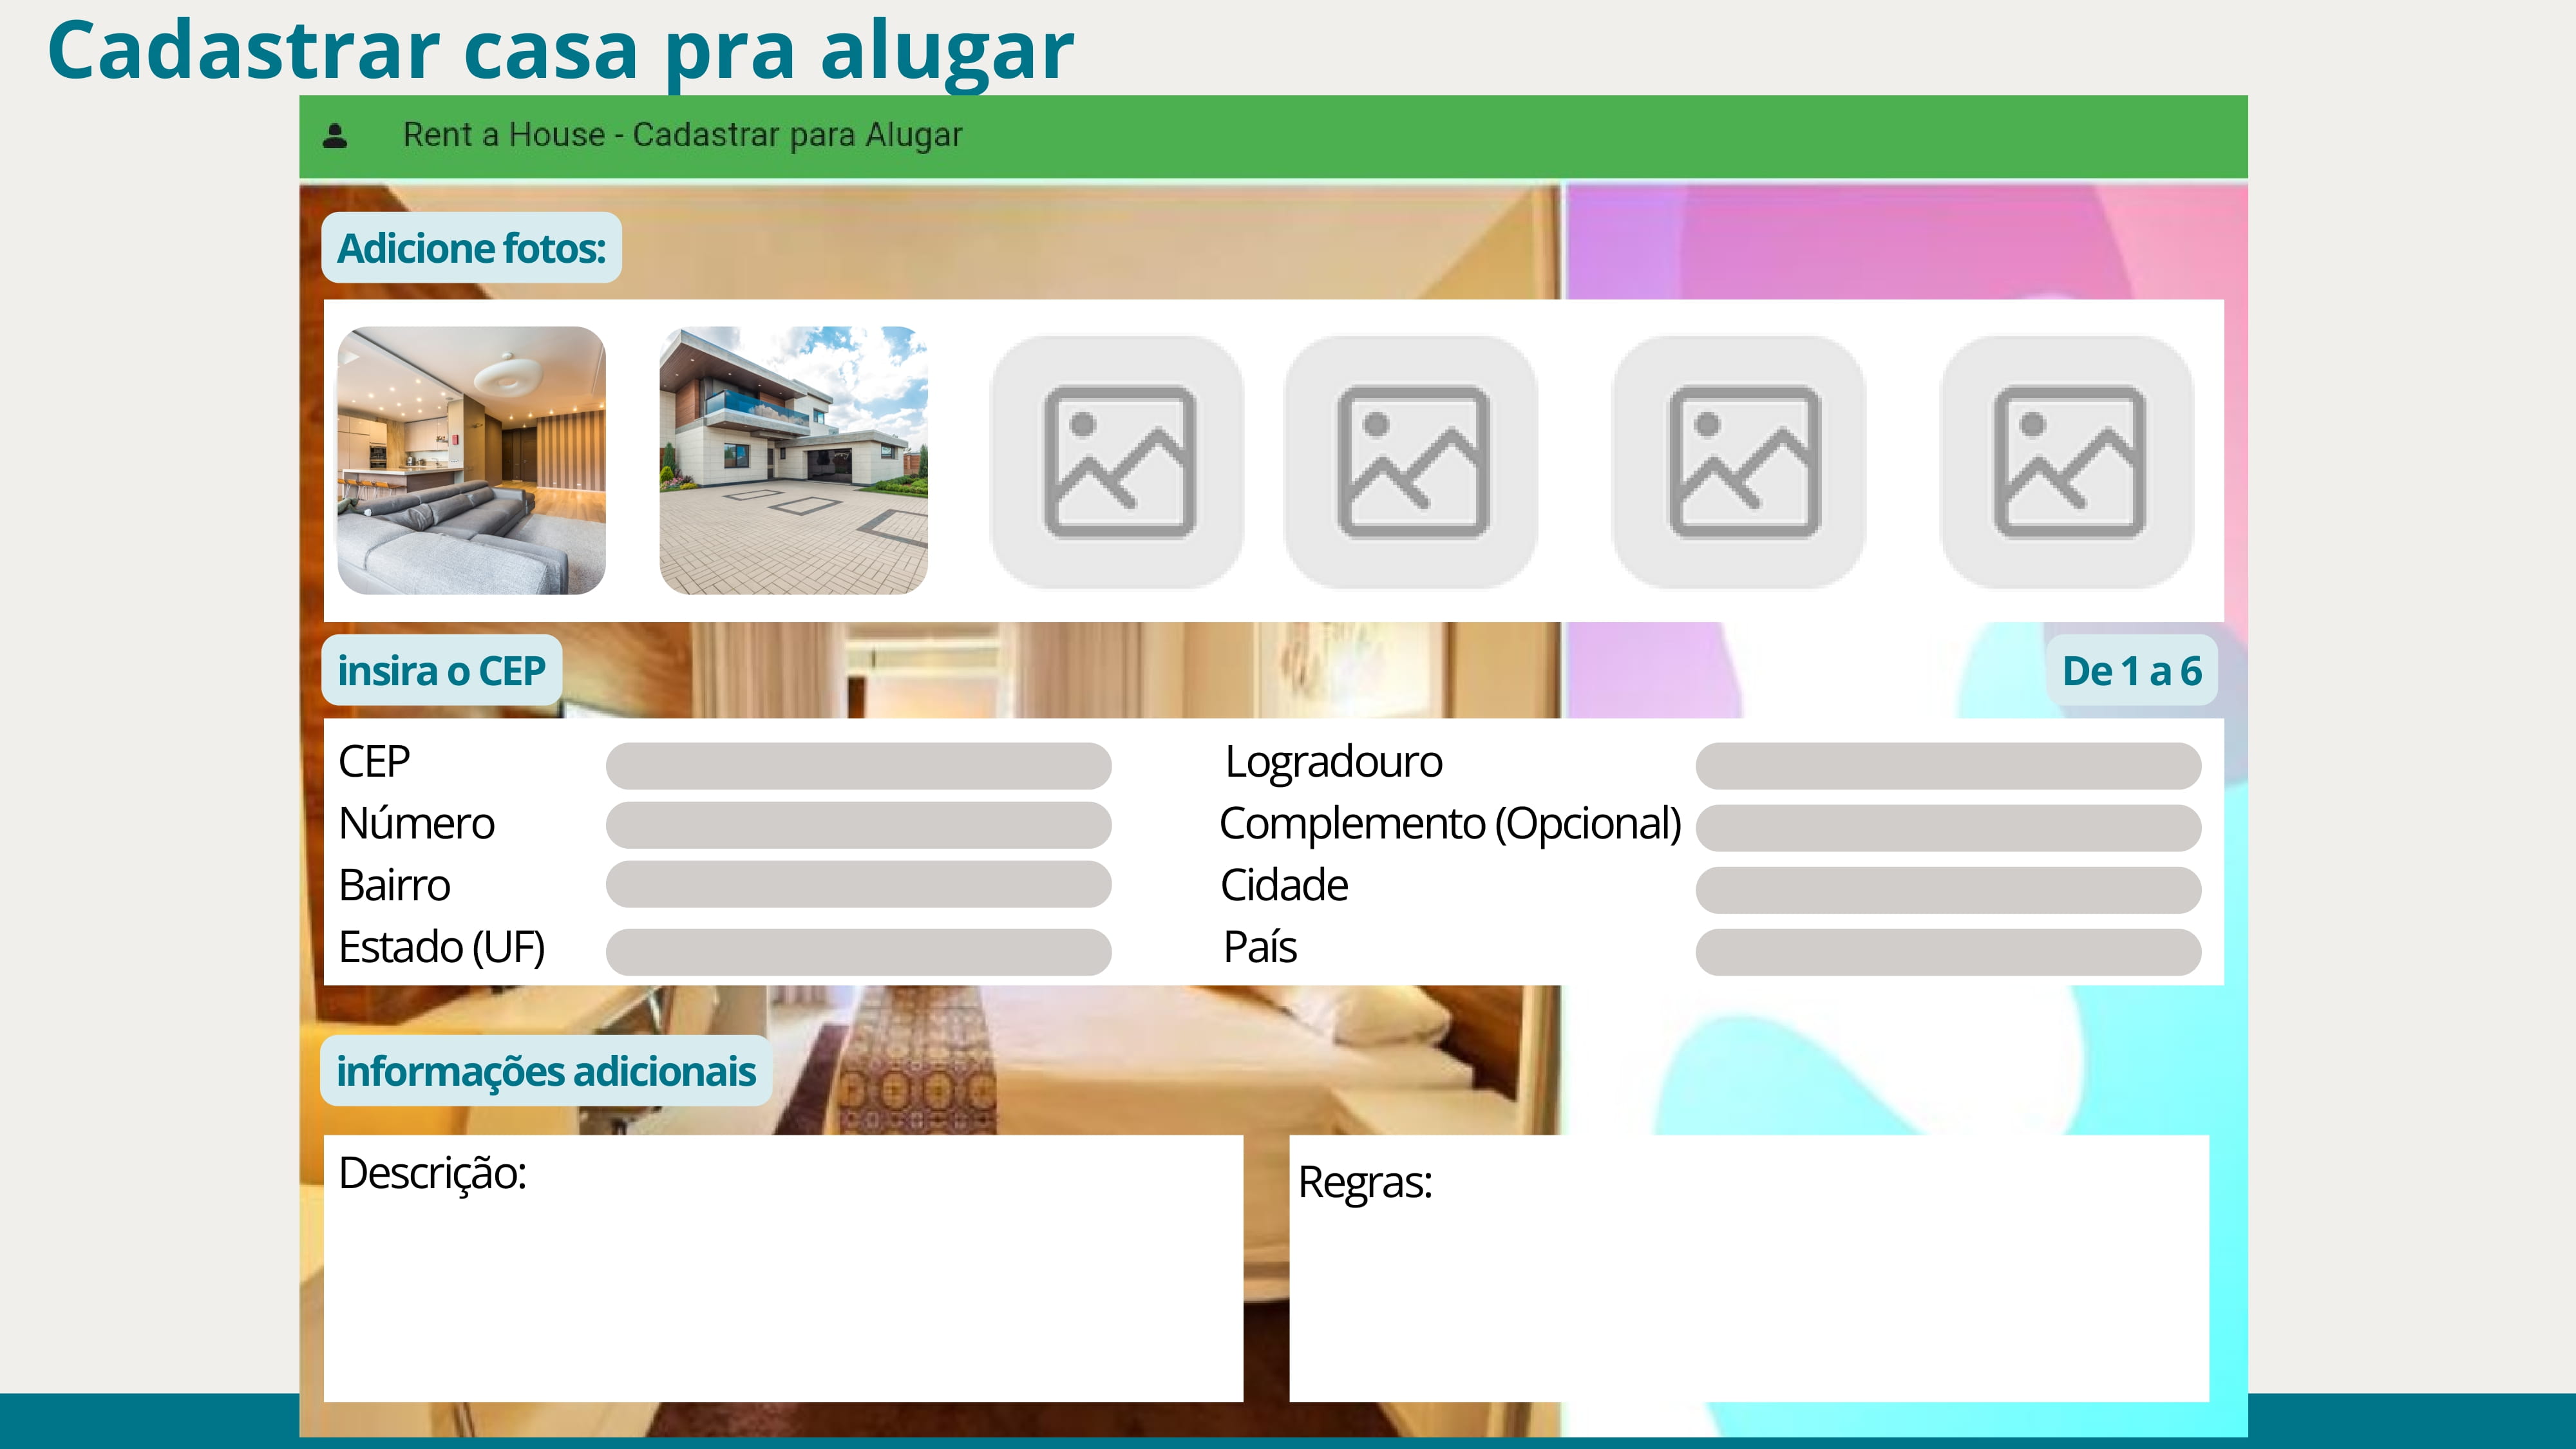 Cadastrar casa pra alugar
Rent a House - Cadastrar para Alugar
Adicione fotos:
insira o CEP
De 1 a 6
CEP
Logradouro
Número
Complemento (Opcional)
Bairro
Cidade
Estado (UF)
País
informações adicionais
Descrição:
Regras: